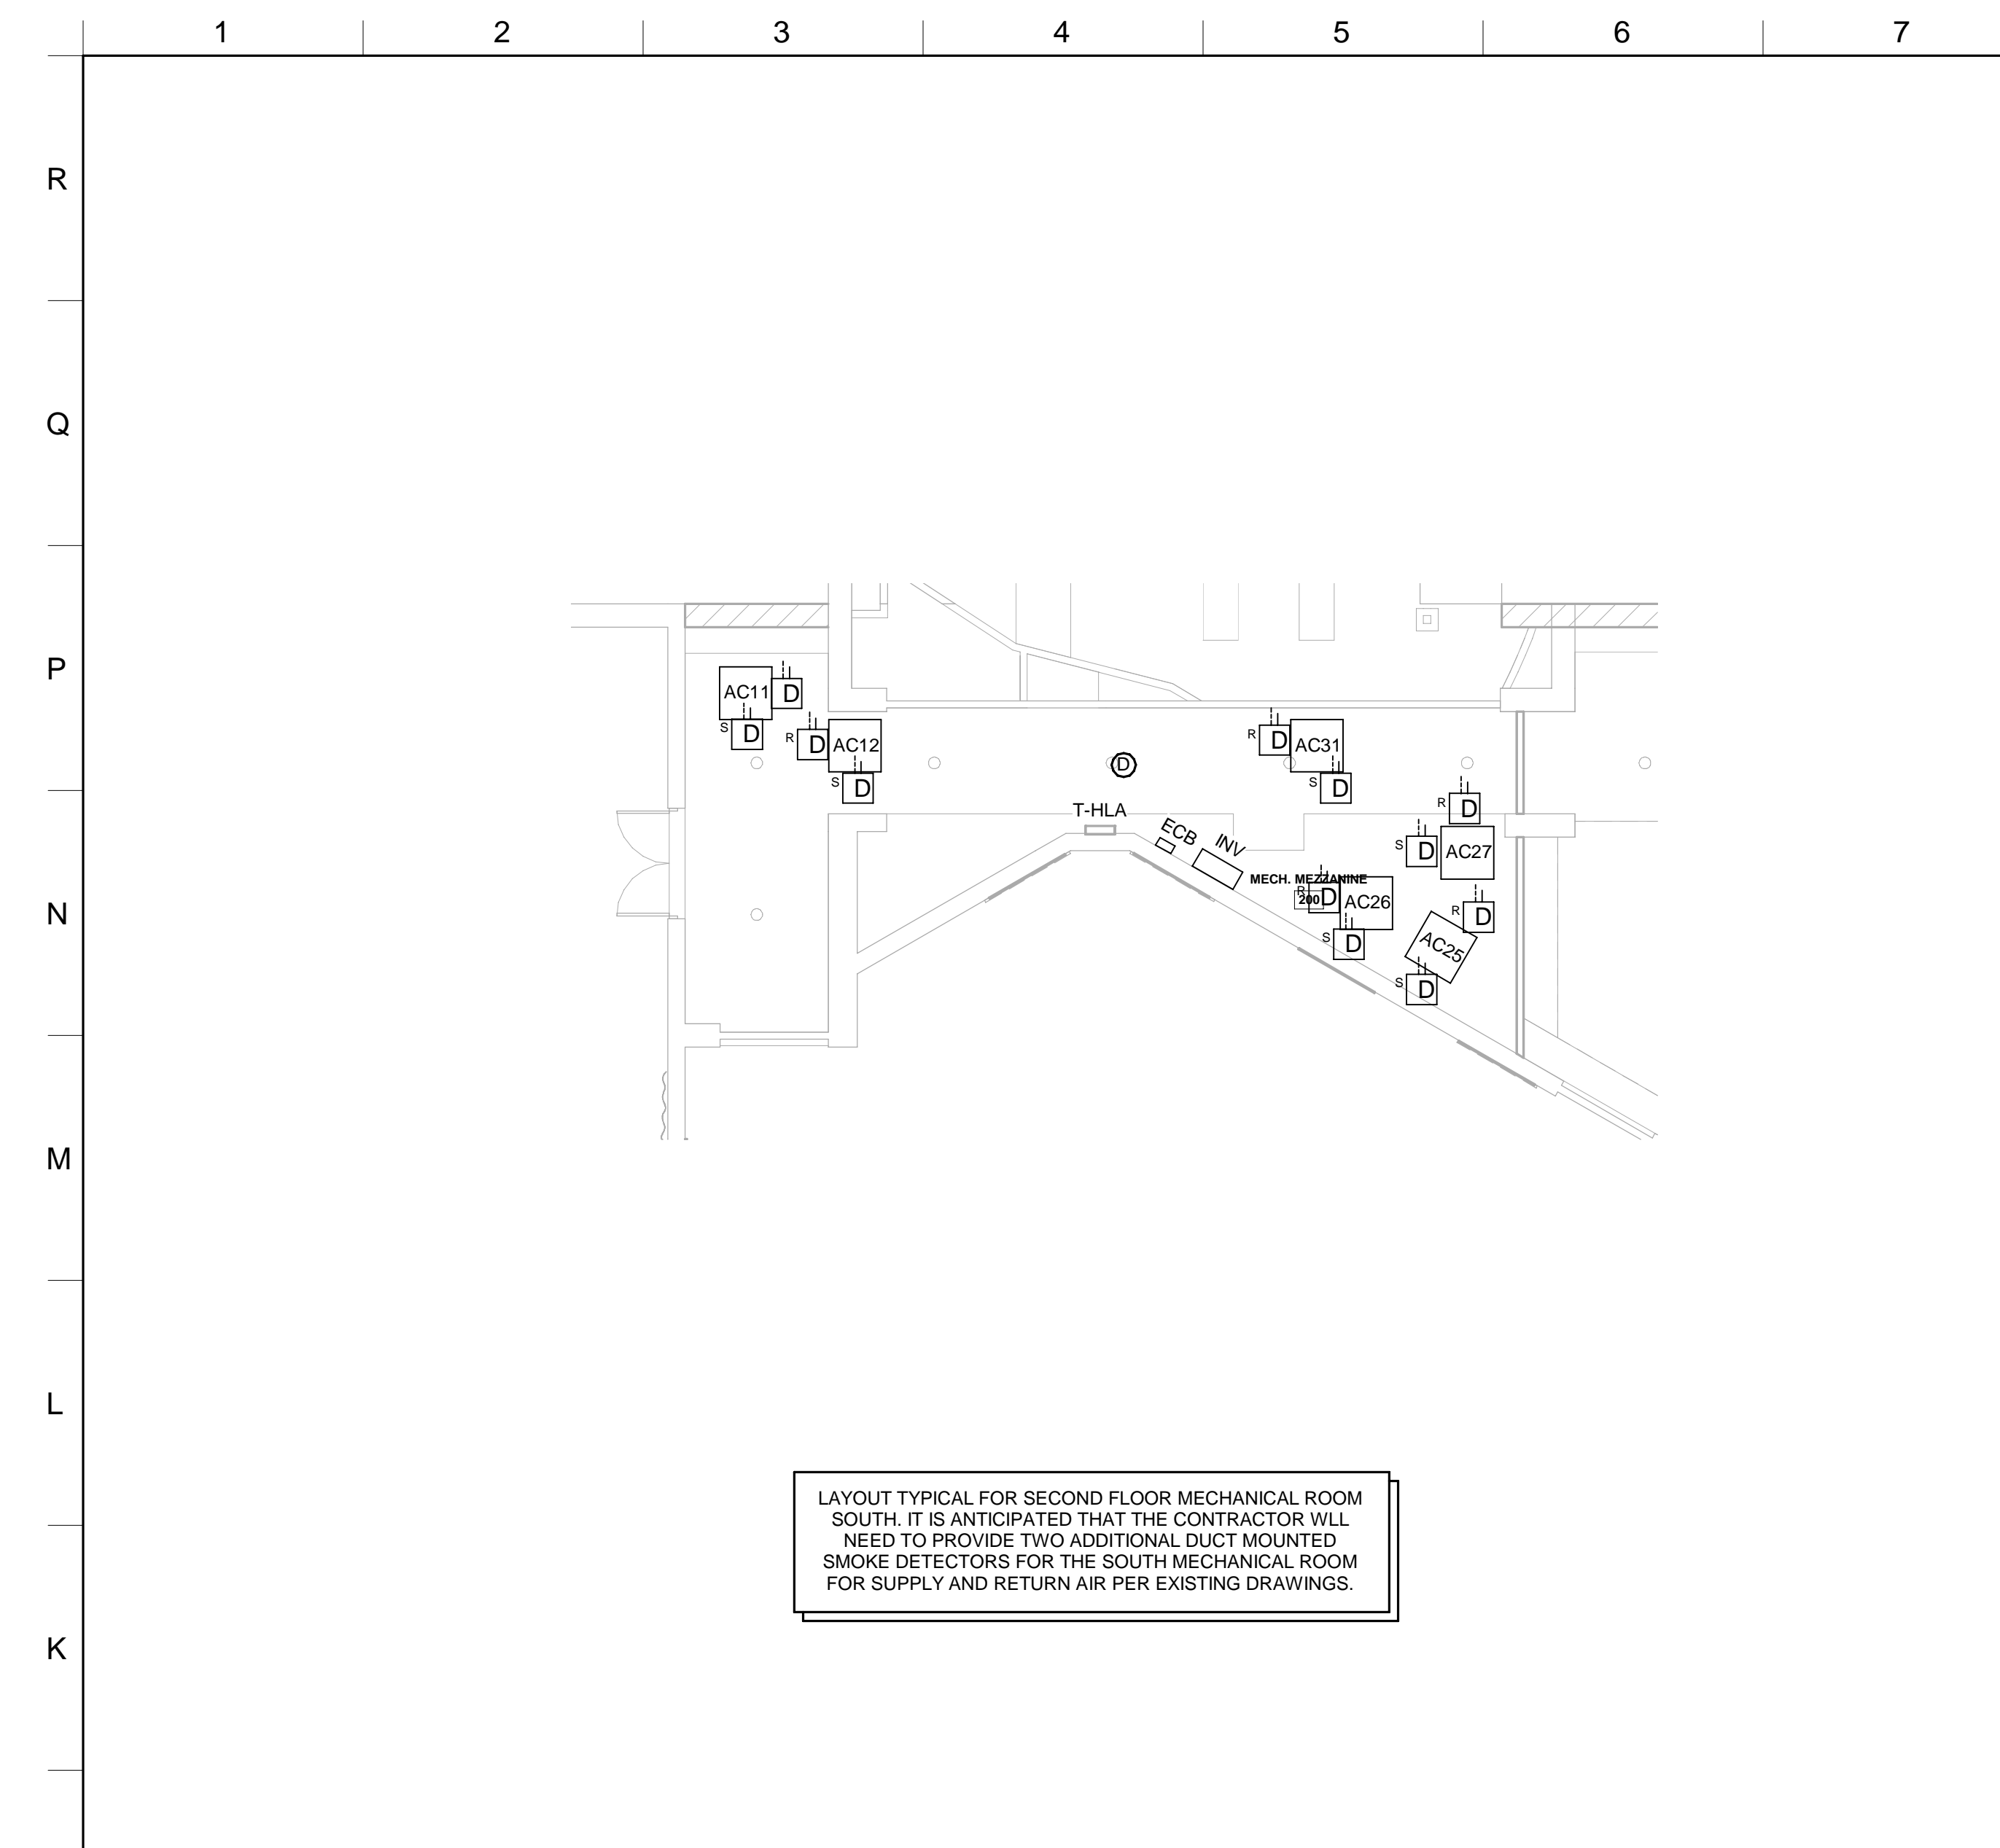 1 2 3 4 5 6 7
R
Q
P
N
M
L
K
AC11
D
S D
R D
AC12
S D
D
R D
AC31
S D
R D
T-HLA
ECB
INV
S D
AC27
MECH. MEZZANINE
200
R D
AC26
S D
R D
AC25
S D
LAYOUT TYPICAL FOR SECOND FLOOR MECHANICAL ROOM
SOUTH. IT IS ANTICIPATED THAT THE CONTRACTOR WLL
NEED TO PROVIDE TWO ADDITIONAL DUCT MOUNTED
SMOKE DETECTORS FOR THE SOUTH MECHANICAL ROOM
FOR SUPPLY AND RETURN AIR PER EXISTING DRAWINGS.